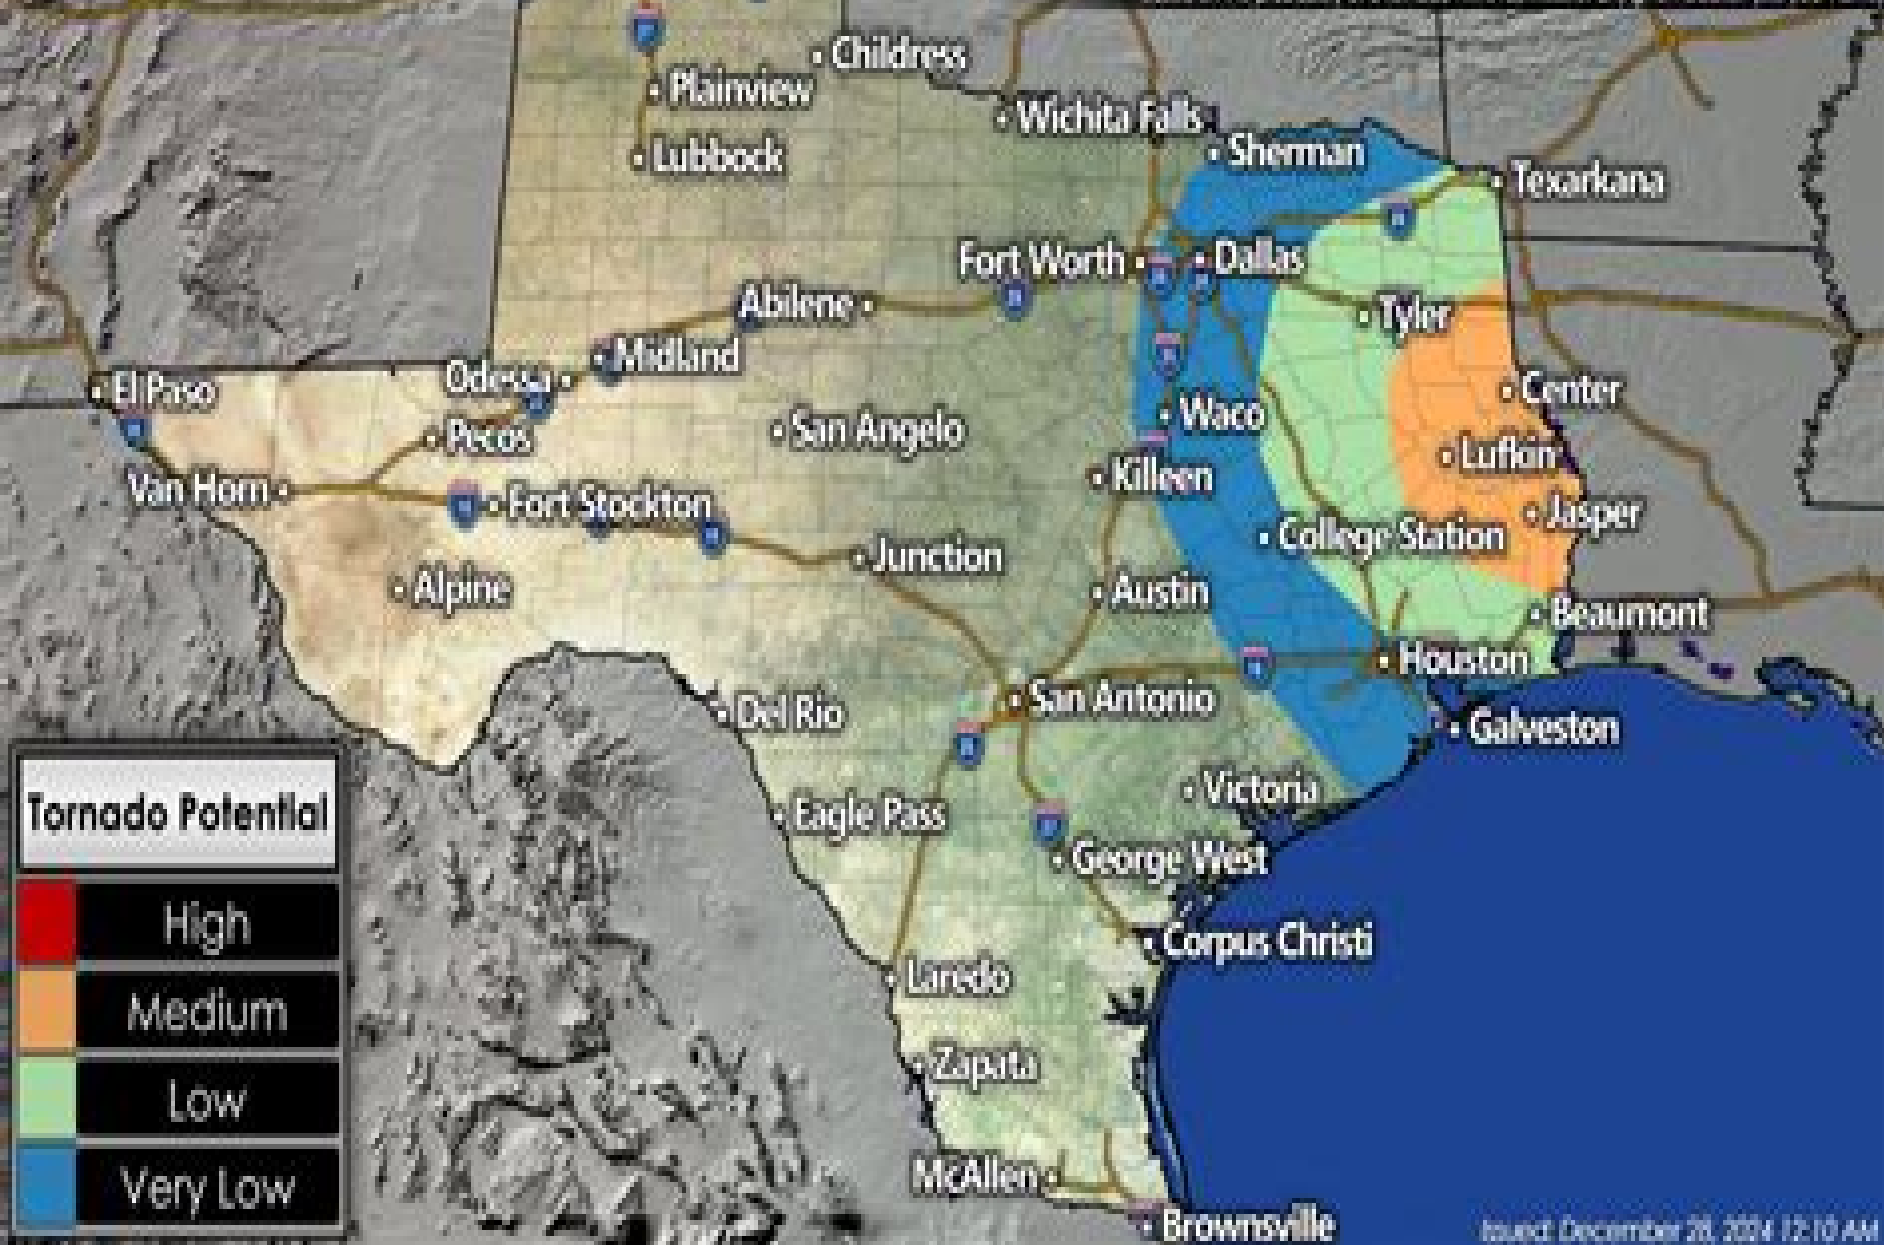 Childress
Plainview
Wichita Falls
Lubbock
Sherman
Texarkana
Fort Worth
Dallas
Abilene
Tyler
Midland
Odessa
El Paso
Center
Waco
Pecos
San Angelo
Lufkin
Killeen
Van Horn
Fort Stockton
Jasper
College Station
Junction
Alpine
Austin
Beaumont
Houston
San Antonio
Del Rio
Galveston
Victoria
Eagle Pass
George West
Corpus Christi
Laredo
Zapata
McAllen
Brownsville
Tornado Potential
High
Medium
Low
Very Low
Issued: December 28, 2024 12:10 AM